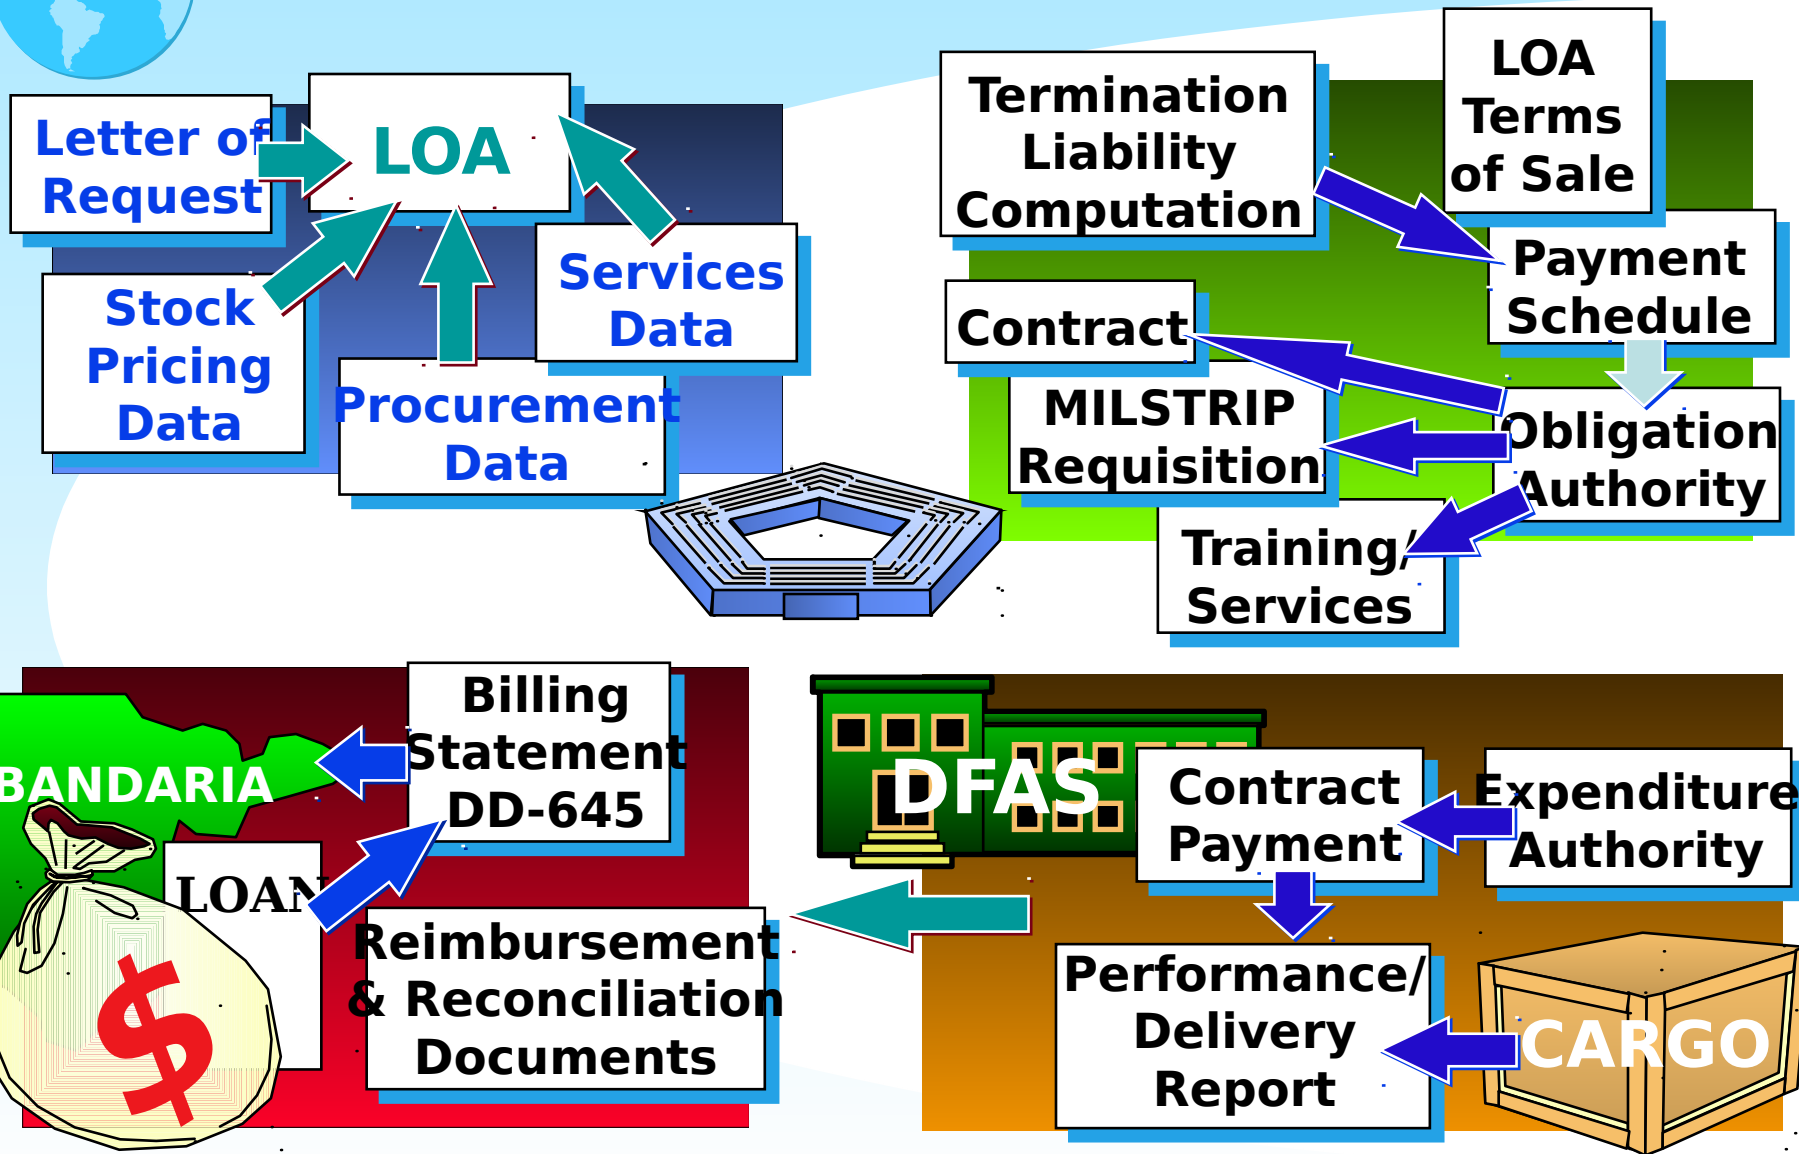 Letter of
Request
LOA
Stock
Pricing
Data
Procurement
Data
Services
Data
Termination
Liability
Computation
LOA
Terms
of Sale
Payment
Schedule
Contract
MILSTRIP
Requisition
Obligation
Authority
Training/
Services
BANDARIA
Billing
Statement
DD-645
LOAN
$
Reimbursement
& Reconciliation
Documents
DFAS
Contract
Payment
Expenditure
Authority
Performance/
Delivery
Report
CARGO